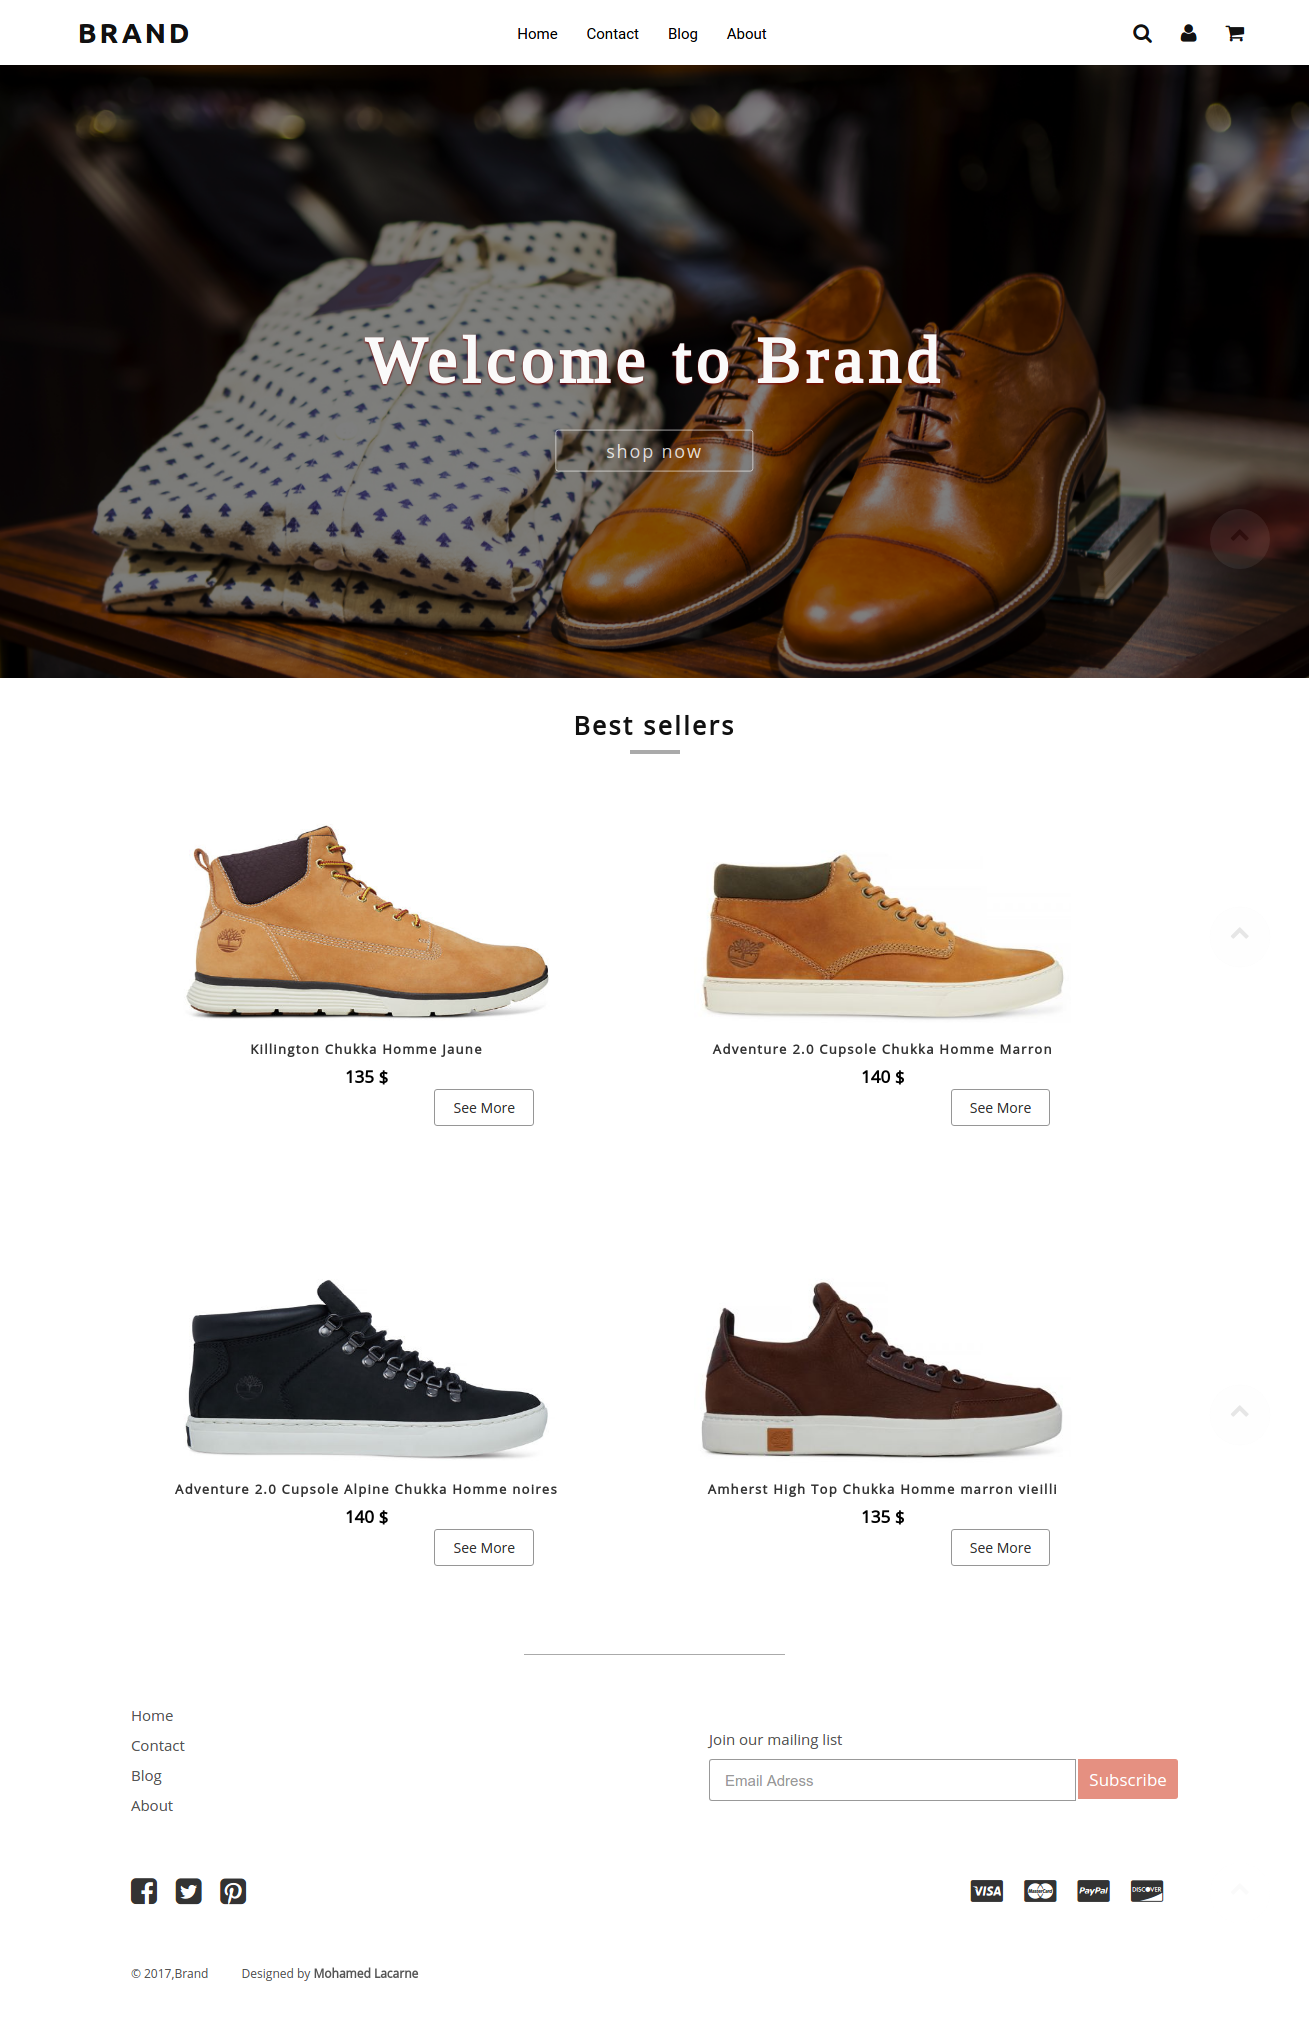 BRAND
Home Contact Blog About
Welcome to Brand
shop now
Best sellers
Killington Chukka Homme Jaune
135 $
See More
Adventure 2.0 Cupsole Chukka Homme Marron
140 $
See More
Adventure 2.0 Cupsole Alpine Chukka Homme noires
140 $
See More
Amherst High Top Chukka Homme marron vieilli
135 $
See More
Home
Contact
Blog
About
Join our mailing list
Email Adress
Subscribe
VISA MasterCard PayPal DISCOVER
© 2017,Brand Designed by Mohamed Lacarne